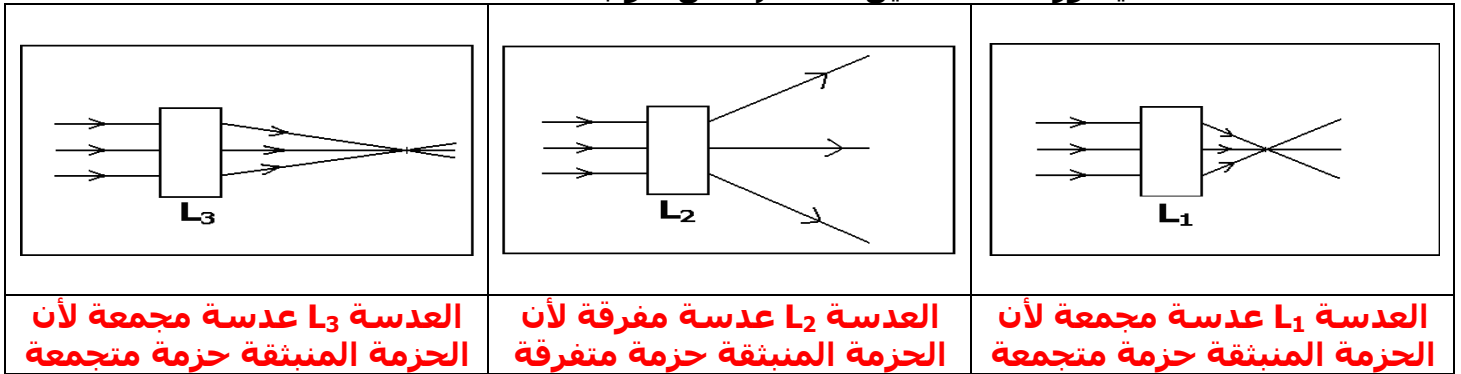 L₁
L₂
L₃
العدسة L₁ عدسة مجمعة لأن
الحزمة المنبثقة حزمة متجمعة
العدسة L₂ عدسة مفرقة لأن
الحزمة المنبثقة حزمة متفرقة
العدسة L₃ عدسة مجمعة لأن
الحزمة المنبثقة حزمة متجمعة